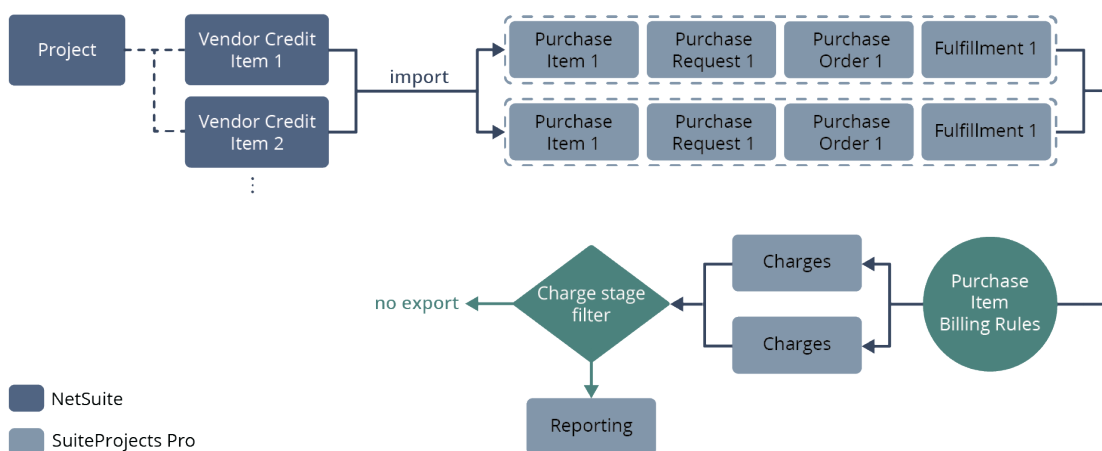 Project
Vendor Credit
Item 1
import
Purchase
Item 1
Purchase
Request 1
Purchase
Order 1
Fulfillment 1
Vendor Credit
Item 2
Purchase
Item 1
Purchase
Request 1
Purchase
Order 1
Fulfillment 1
no export
Charge stage
filter
Charges
Charges
Purchase
Item
Billing Rules
Reporting
NetSuite
SuiteProjects Pro